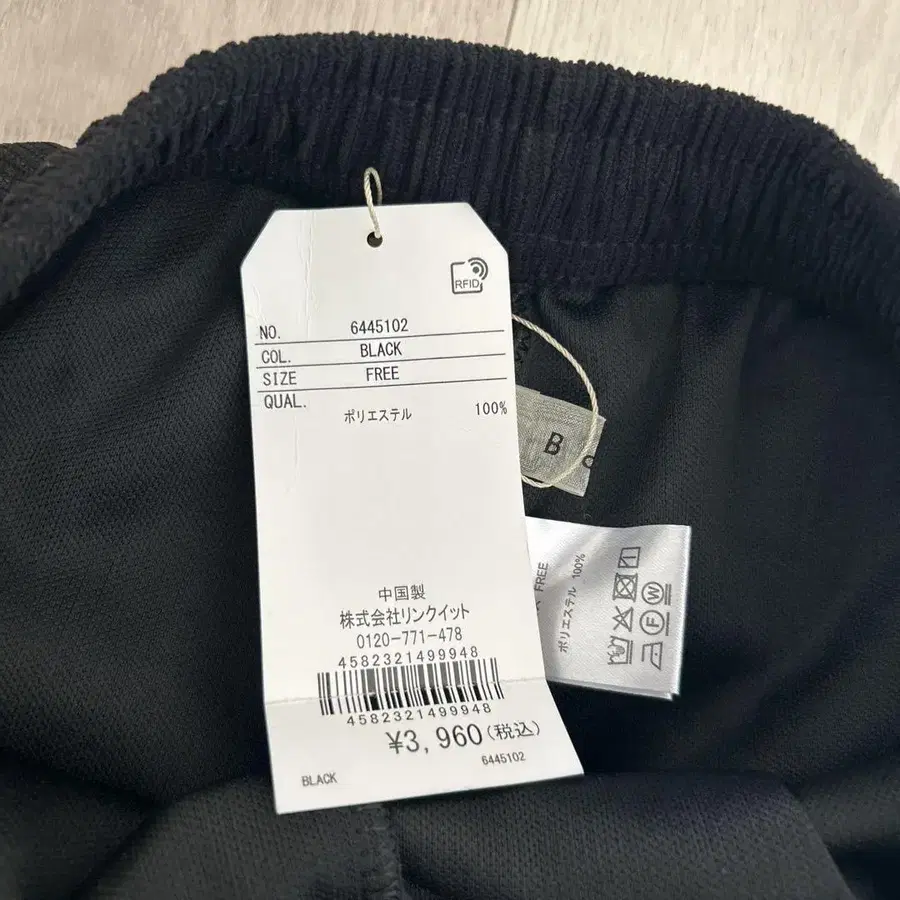 RFID
NO. 6445102
COL. BLACK
SIZE FREE
QUAL.
ポリエステル 100%
中国製
株式会社リンクイット
0120-771-478
4582321499948
4582321499948
¥3,960(税込)
BLACK 6445102
B
FREE
ポリエステル 100%
F
W